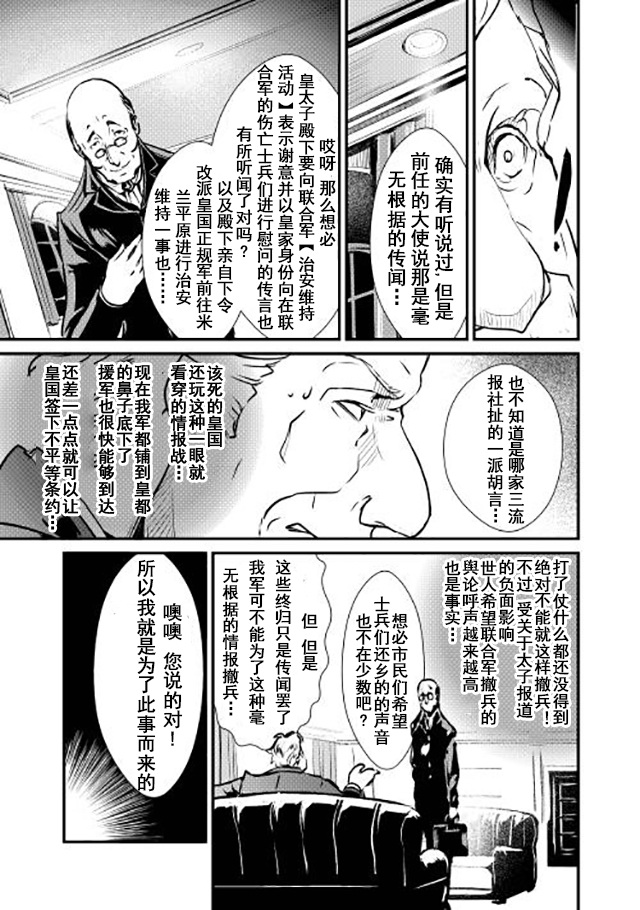 确实有听说过，但是
前任的大使说那是毫
无根据的传闻…
哎呀 那么想必
皇太子殿下要向联合军【治安维持
活动】表示谢意并以皇家身份向在联
合军的伤亡士兵们进行慰问的传言也
有所听闻了对吗？
以及殿下亲自下令
改派皇国正规军前往米
兰平原进行治安
维持一事也……
也不知道是哪家三流
报社扯的一派胡言…
该死的皇国
还玩这种一眼就
看穿的情报战…
现在我军都铺到皇都
的鼻子底下了
援军也很快能够到达
还差一点点就可以让
皇国签下不平等条约…
打了仗什么都还没得到
绝对不能就这样撤兵！
不过 受关于太子报道
的负面影响
世人希望联合军撤兵的
舆论呼声越来越高
也是事实…
想必市民们希望
士兵们还乡的的声音
也不在少数吧？
但 但是
这些终归只是传闻罢了
我军可不能为了这种毫
无根据的情报撤兵…
噢噢 您说的对！
所以我就是为了此事而来的